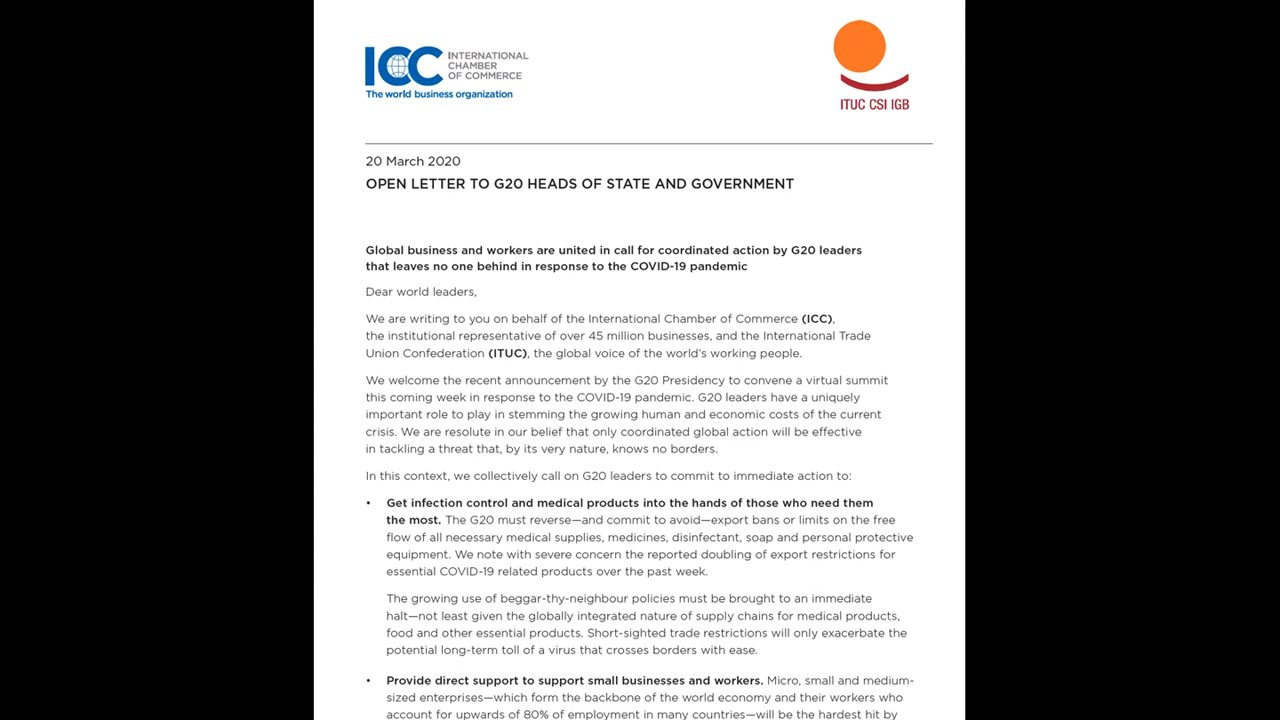 ICC INTERNATIONAL
CHAMBER
OF COMMERCE
The world business organization
ITUC CSI IGB
20 March 2020
OPEN LETTER TO G20 HEADS OF STATE AND GOVERNMENT
Global business and workers are united in call for coordinated action by G20 leaders
that leaves no one behind in response to the COVID-19 pandemic
Dear world leaders,
We are writing to you on behalf of the International Chamber of Commerce (ICC),
the institutional representative of over 45 million businesses, and the International Trade
Union Confederation (ITUC), the global voice of the world's working people.
We welcome the recent announcement by the G20 Presidency to convene a virtual summit
this coming week in response to the COVID-19 pandemic. G20 leaders have a uniquely
important role to play in stemming the growing human and economic costs of the current
crisis. We are resolute in our belief that only coordinated global action will be effective
in tackling a threat that, by its very nature, knows no borders.
In this context, we collectively call on G20 leaders to commit to immediate action to:
• Get infection control and medical products into the hands of those who need them
the most. The G20 must reverse—and commit to avoid—export bans or limits on the free
flow of all necessary medical supplies, medicines, disinfectant, soap and personal protective
equipment. We note with severe concern the reported doubling of export restrictions for
essential COVID-19 related products over the past week.
The growing use of beggar-thy-neighbour policies must be brought to an immediate
halt—not least given the globally integrated nature of supply chains for medical products,
food and other essential products. Short-sighted trade restrictions will only exacerbate the
potential long-term toll of a virus that crosses borders with ease.
• Provide direct support to support small businesses and workers. Micro, small and medium-
sized enterprises—which form the backbone of the world economy and their workers who
account for upwards of 80% of employment in many countries—will be the hardest hit by